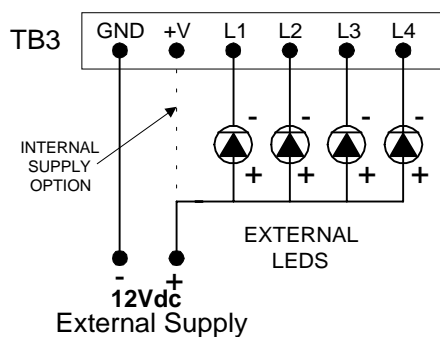 TB3 GND +V L1 L2 L3 L4
- - - -
INTERNAL
SUPPLY
OPTION
+ + + +
EXTERNAL
LEDS
- +
12Vdc
External Supply